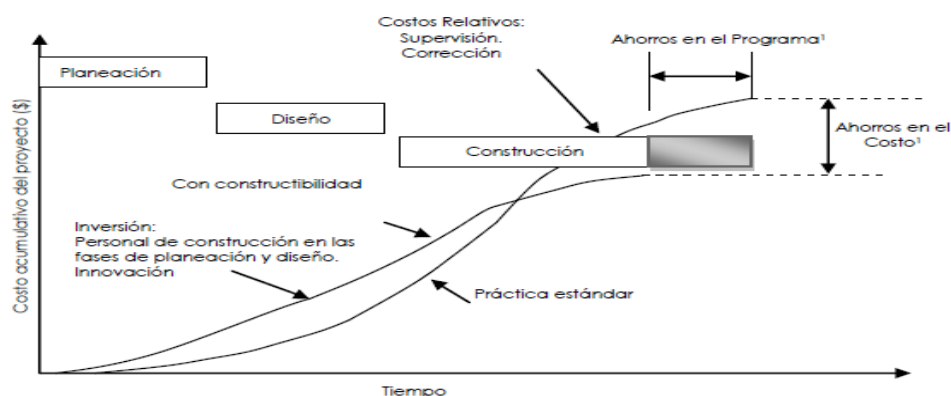 Costos Relativos:
Supervisión.
Corrección
Ahorros en el Programa¹
Planeación
Diseño
Construcción
Ahorros en el
Costo¹
Con constructibilidad
Inversión:
Personal de construcción en las
fases de planeación y diseño.
Innovación
Práctica estándar
Costo acumulativo del proyecto ($)
Tiempo